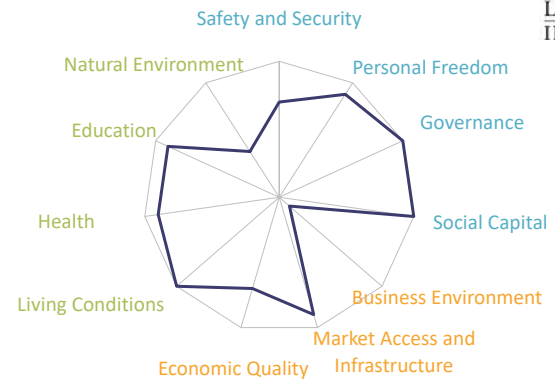 Safety and Security
Natural Environment
Personal Freedom
Education
Governance
Health
Social Capital
Living Conditions
Business Environment
Market Access and
Infrastructure
Economic Quality